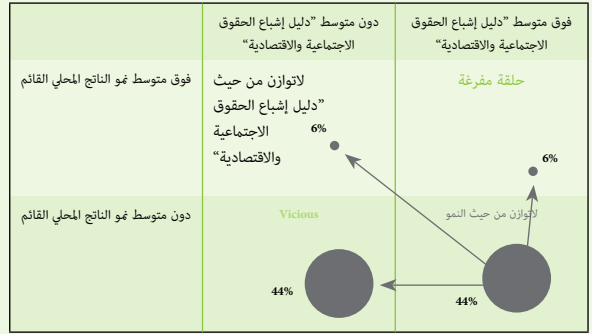 فوق متوسط ”دليل إشباع الحقوق
الاجتماعية والاقتصادية“
دون متوسط ”دليل إشباع الحقوق
الاجتماعية والاقتصادية“
حلقة مفرغة
6%
لاتوازن من حيث
”دليل إشباع الحقوق
الاجتماعية
والاقتصادية“
6%
فوق متوسط نمو الناتج المحلي القائم
لاتوازن من حيث النمو
44%
Vicious
44%
دون متوسط نمو الناتج المحلي القائم